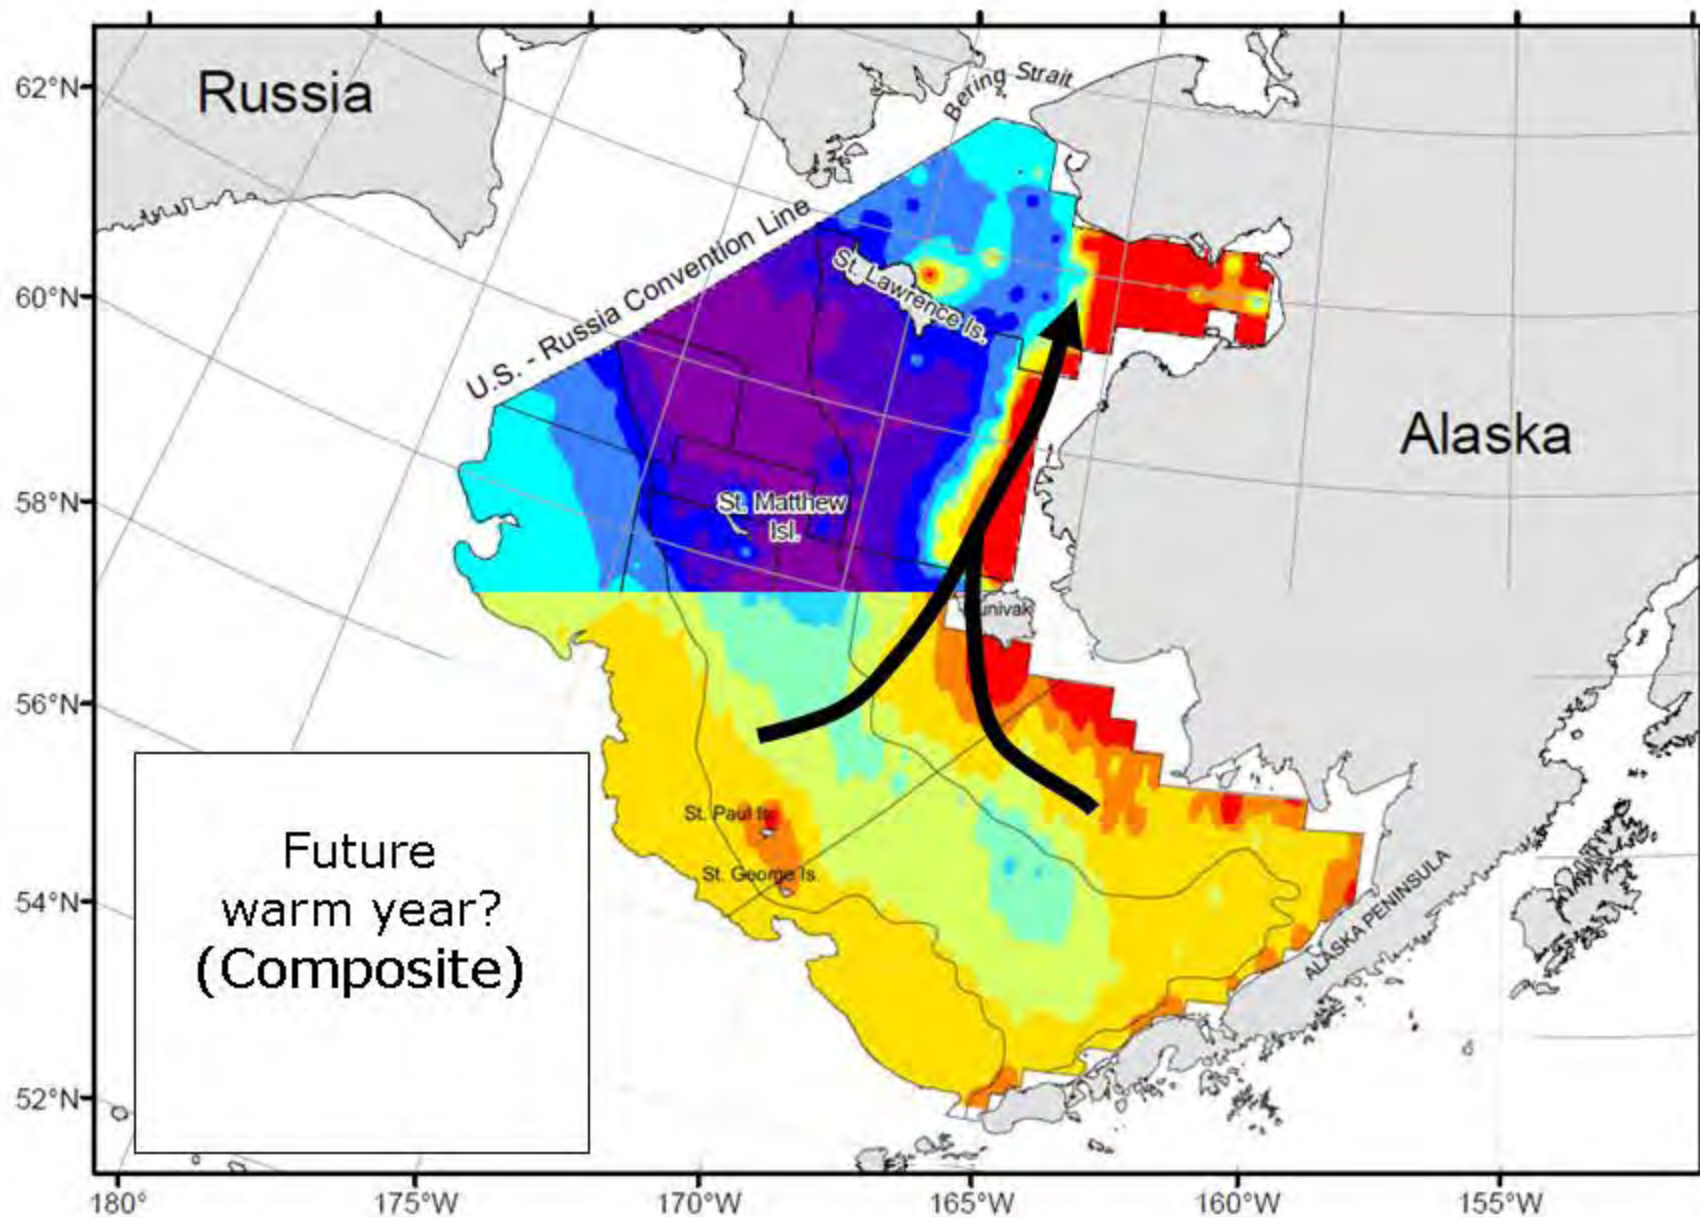 Russia
Bering Strait
62°N
U.S. - Russia Convention Line
St. Lawrence Is.
60°N
Alaska
58°N
St. Matthew
Isl.
univak
56°N
St. Paul Is.
St. George Is.
Future
warm year?
(Composite)
54°N
ALASKA PENINSULA
52°N
180° 175°W 170°W 165°W 160°W 155°W